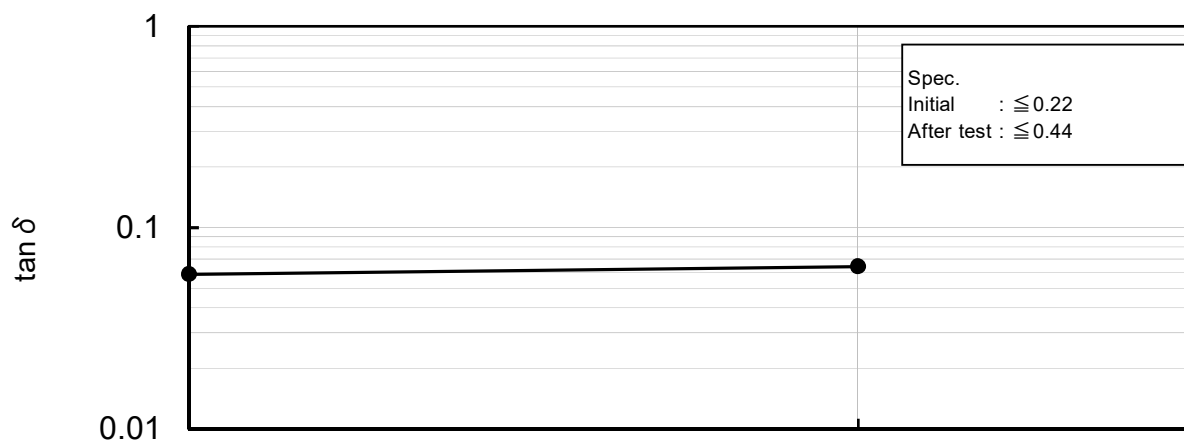 1
Spec.
Initial : ≦0.22
After test : ≦0.44
0.1
tan δ
0.01